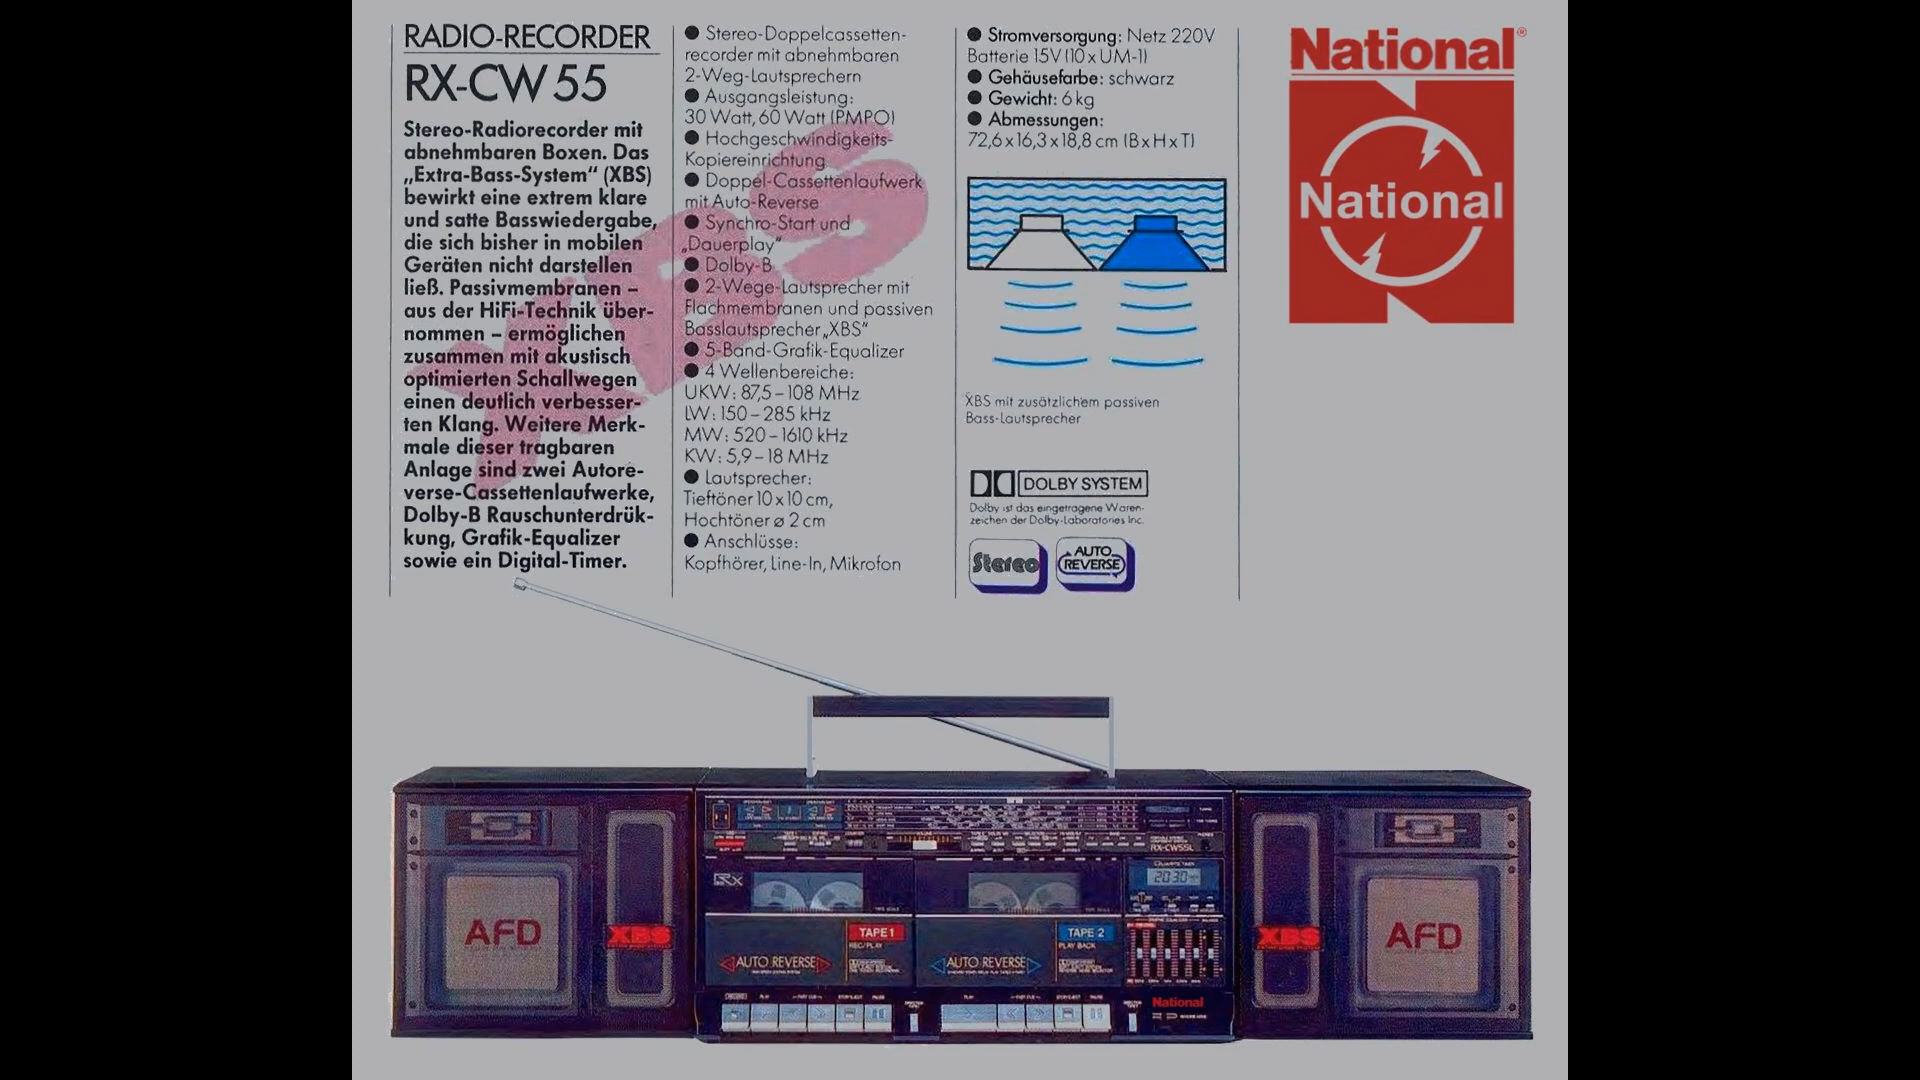 RADIO-RECORDER
RX-CW 55
Stereo-Radiorecorder mit
abnehmbaren Boxen. Das
„Extra-Bass-System“ (XBS)
bewirkt eine extrem klare
und satte Basswiedergabe,
die sich bisher in mobilen
Geräten nicht darstellen
ließ. Passivmembranen –
aus der HiFi-Technik über-
nommen – ermöglichen
zusammen mit akustisch
optimierten Schallwegen
einen deutlich verbesser-
ten Klang. Weitere Merk-
male dieser tragbaren
Anlage sind zwei Autore-
verse-Cassettenlaufwerke,
Dolby-B Rauschunterdrük-
kung, Grafik-Equalizer
sowie ein Digital-Timer.
XBS
● Stereo-Doppelcassetten-
recorder mit abnehmbaren
2-Weg-Lautsprechern
● Ausgangsleistung:
30 Watt, 60 Watt (PMPO)
● Hochgeschwindigkeits-
Kopiereinrichtung
● Doppel-Cassettenlaufwerk
mit Auto-Reverse
● Synchro-Start und
„Dauerplay“
● Dolby-B
● 2-Wege-Lautsprecher mit
Flachmembranen und passiven
Basslautsprecher „XBS“
● 5-Band-Grafik-Equalizer
● 4 Wellenbereiche:
UKW: 87,5 – 108 MHz
LW: 150 – 285 kHz
MW: 520 – 1610 kHz
KW: 5,9 – 18 MHz
● Lautsprecher:
Tieftöner 10 x 10 cm,
Hochtöner ø 2 cm
● Anschlüsse:
Kopfhörer, Line-In, Mikrofon
● Stromversorgung: Netz 220V
Batterie 15V (10 x UM-1)
● Gehäusefarbe: schwarz
● Gewicht: 6 kg
● Abmessungen:
72,6 x 16,3 x 18,8 cm (B x H x T)
XBS mit zusätzlichem passiven
Bass-Lautsprecher
DOLBY SYSTEM
Dolby ist das eingetragene Waren-
zeichen der Dolby-Laboratories Inc.
Stereo
AUTO
REVERSE
National®
National
RX-CW55L
RX
20:30
TAPE 1
REC/PLAY
TAPE 2
PLAY BACK
AUTO REVERSE
AUTO REVERSE
AFD
XBS
XBS
AFD
National